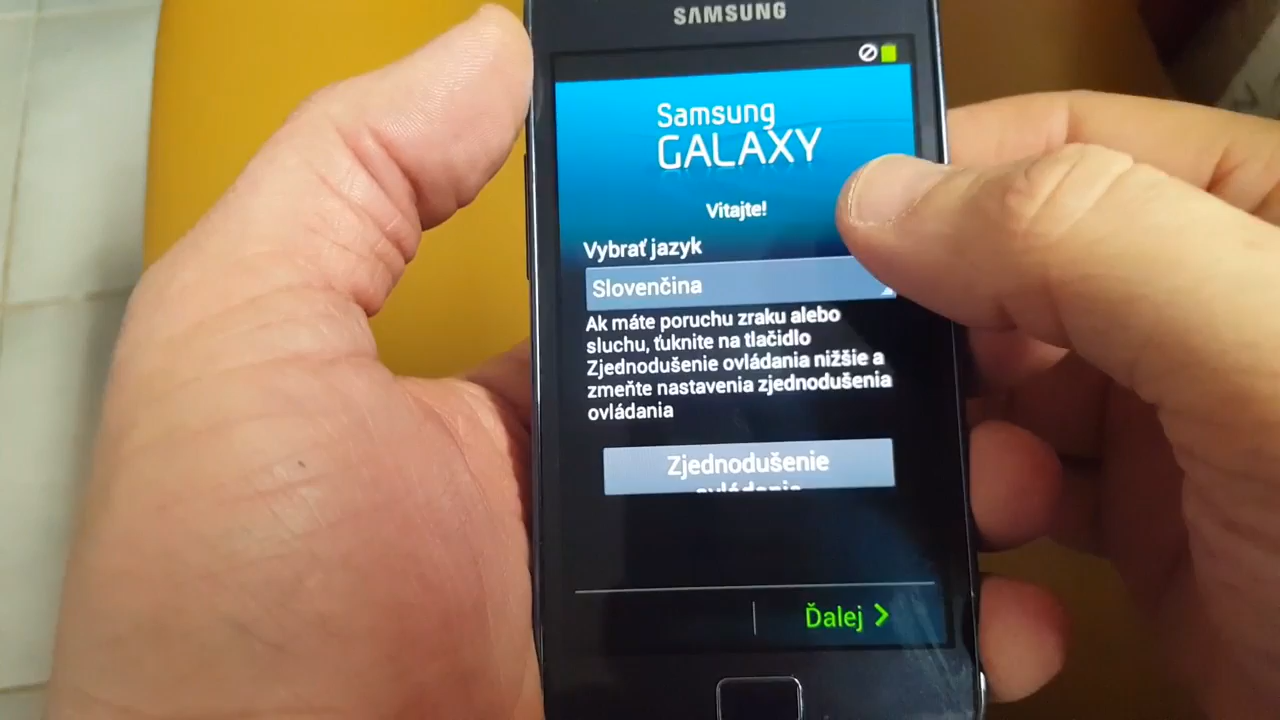 SAMSUNG
Samsung
GALAXY
Vitajte!
Vybrať jazyk
Slovenčina
Ak máte poruchu zraku alebo
sluchu, ťuknite na tlačidlo
Zjednodušenie ovládania nižšie a
zmeňte nastavenia zjednodušenia
ovládania
Zjednodušenie
ovládania
Ďalej